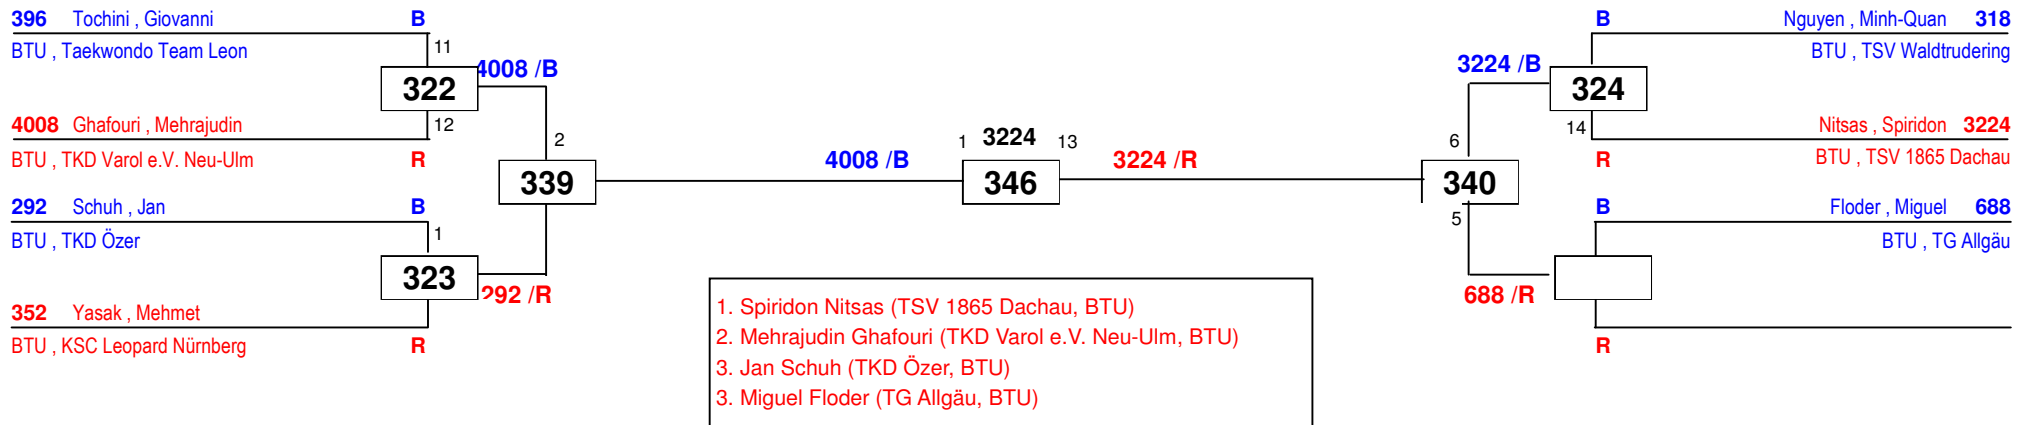 396 Tochini , Giovanni B
BTU , Taekwondo Team Leon
11
322
4008 /B
12
4008 Ghafouri , Mehrajudin
BTU , TKD Varol e.V. Neu-Ulm R
2
339
292 Schuh , Jan B
BTU , TKD Özer
1
323
292 /R
352 Yasak , Mehmet
BTU , KSC Leopard Nürnberg R
4008 /B
1 3224 13
346
3224 /R
B Nguyen , Minh-Quan 318
BTU , TSV Waldtrudering
3224 /B
324
14
Nitsas , Spiridon 3224
R BTU , TSV 1865 Dachau
6
340
5
B Floder , Miguel 688
BTU , TG Allgäu
688 /R
R
1. Spiridon Nitsas (TSV 1865 Dachau, BTU)
2. Mehrajudin Ghafouri (TKD Varol e.V. Neu-Ulm, BTU)
3. Jan Schuh (TKD Özer, BTU)
3. Miguel Floder (TG Allgäu, BTU)